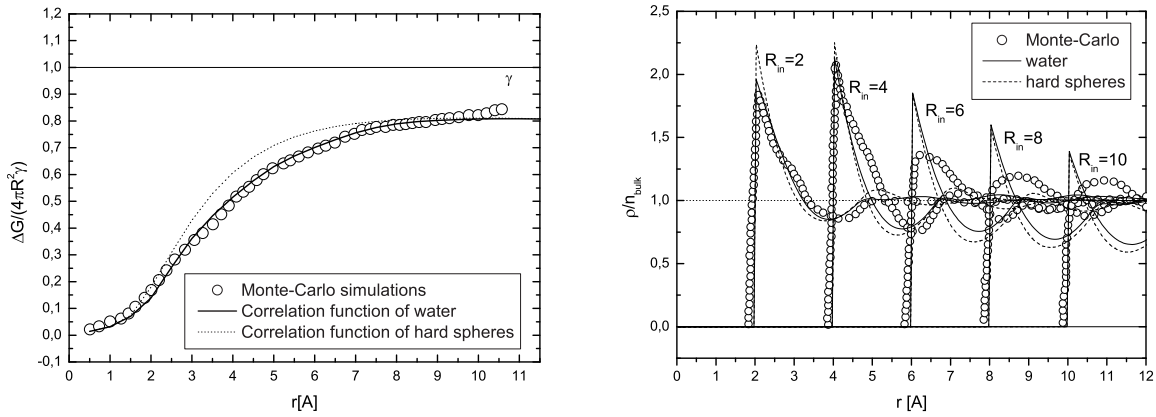 1,2
1,1
1,0
0,9
0,8
0,7
0,6
0,5
0,4
0,3
0,2
0,1
0,0
-0,1
ΔG/(4πR²γ)
γ
Monte-Carlo simulations
Correlation function of water
Correlation function of hard spheres
0 1 2 3 4 5 6 7 8 9 10 11
r[A]
2,5
2,0
1,5
1,0
0,5
0,0
ρ/n_bulk
R_in=2
R_in=4
R_in=6
R_in=8
R_in=10
Monte-Carlo
water
hard spheres
0 1 2 3 4 5 6 7 8 9 10 11 12
r [A]